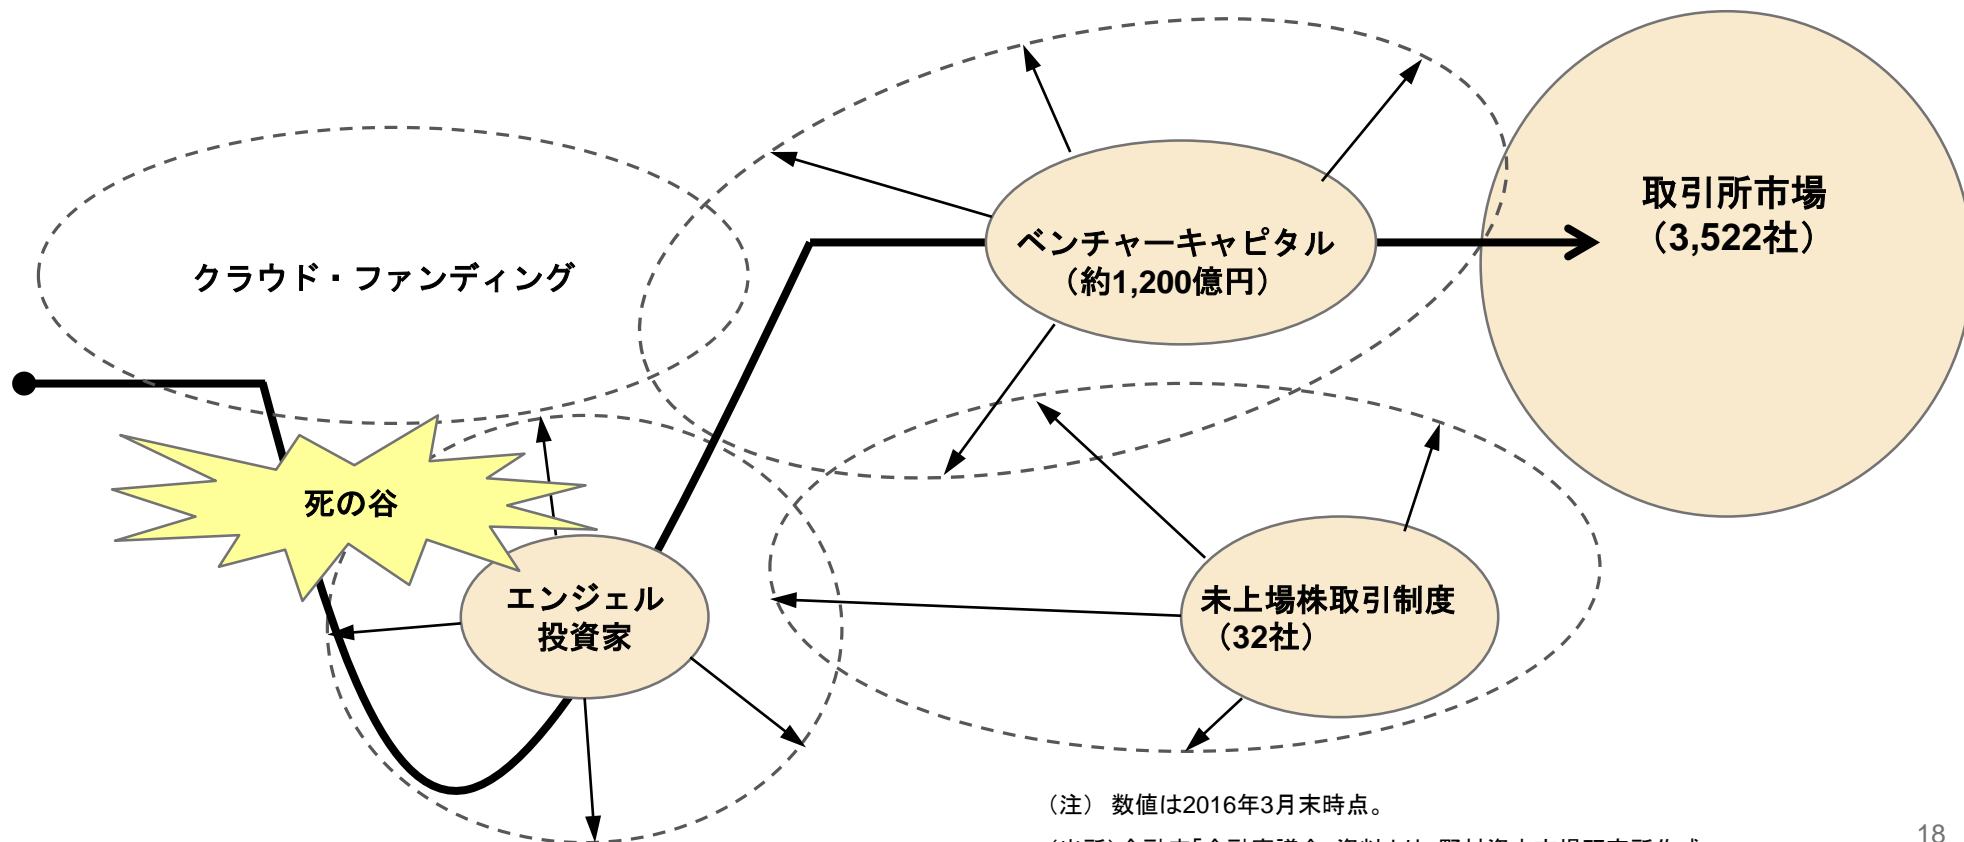 取引所市場
（3,522社）
ベンチャーキャピタル
（約1,200億円）
クラウド・ファンディング
死の谷
エンジェル
投資家
未上場株取引制度
（32社）
（注） 数値は2016年3月末時点。
18